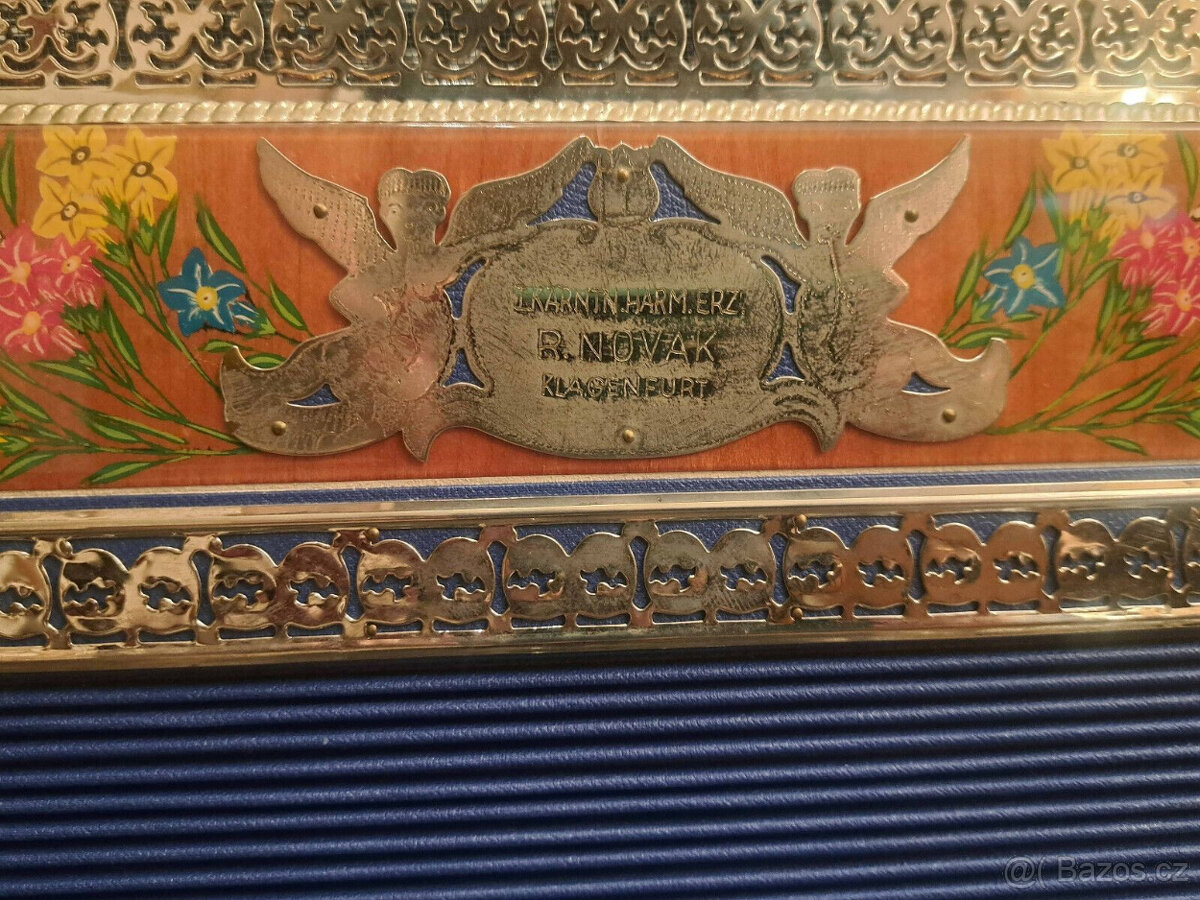 I. KÄRNTN. HARM. ERZ.
R. NOVAK
KLAGENFURT
@( Bazos.cz